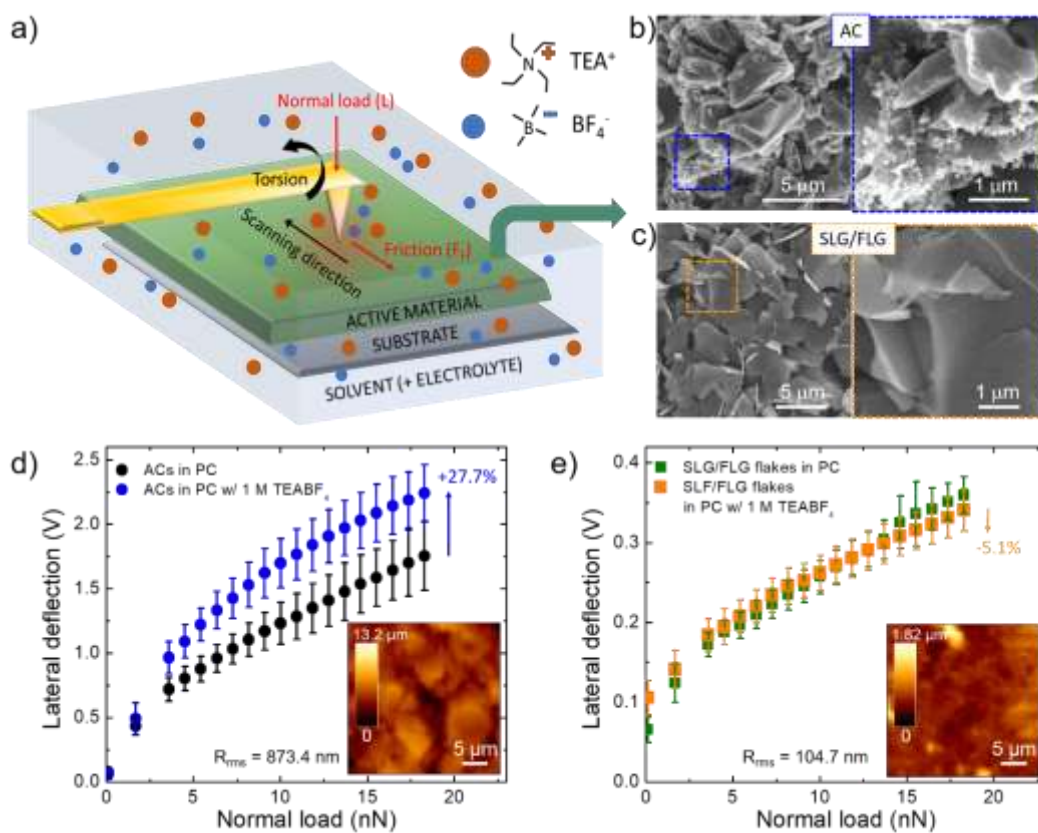 a)
N
TEA⁺
B
BF₄⁻
Normal load (L)
Torsion
Scanning direction
Friction (Ff)
ACTIVE MATERIAL
SUBSTRATE
SOLVENT (+ ELECTROLYTE)
b)
AC
5 µm
1 µm
c)
SLG/FLG
5 µm
1 µm
d)
ACs in PC
ACs in PC w/ 1 M TEABF₄
+27.7%
Lateral deflection (V)
2.5
2.0
1.5
1.0
0.5
0.0
13.2 µm
0
5 µm
Rrms = 873.4 nm
0 5 10 15 20
Normal load (nN)
e)
SLG/FLG flakes in PC
SLF/FLG flakes
in PC w/ 1 M TEABF₄
-5.1%
Lateral deflection (V)
0.4
0.3
0.2
0.1
0.0
1.82 µm
0
5 µm
Rrms = 104.7 nm
0 5 10 15 20
Normal load (nN)